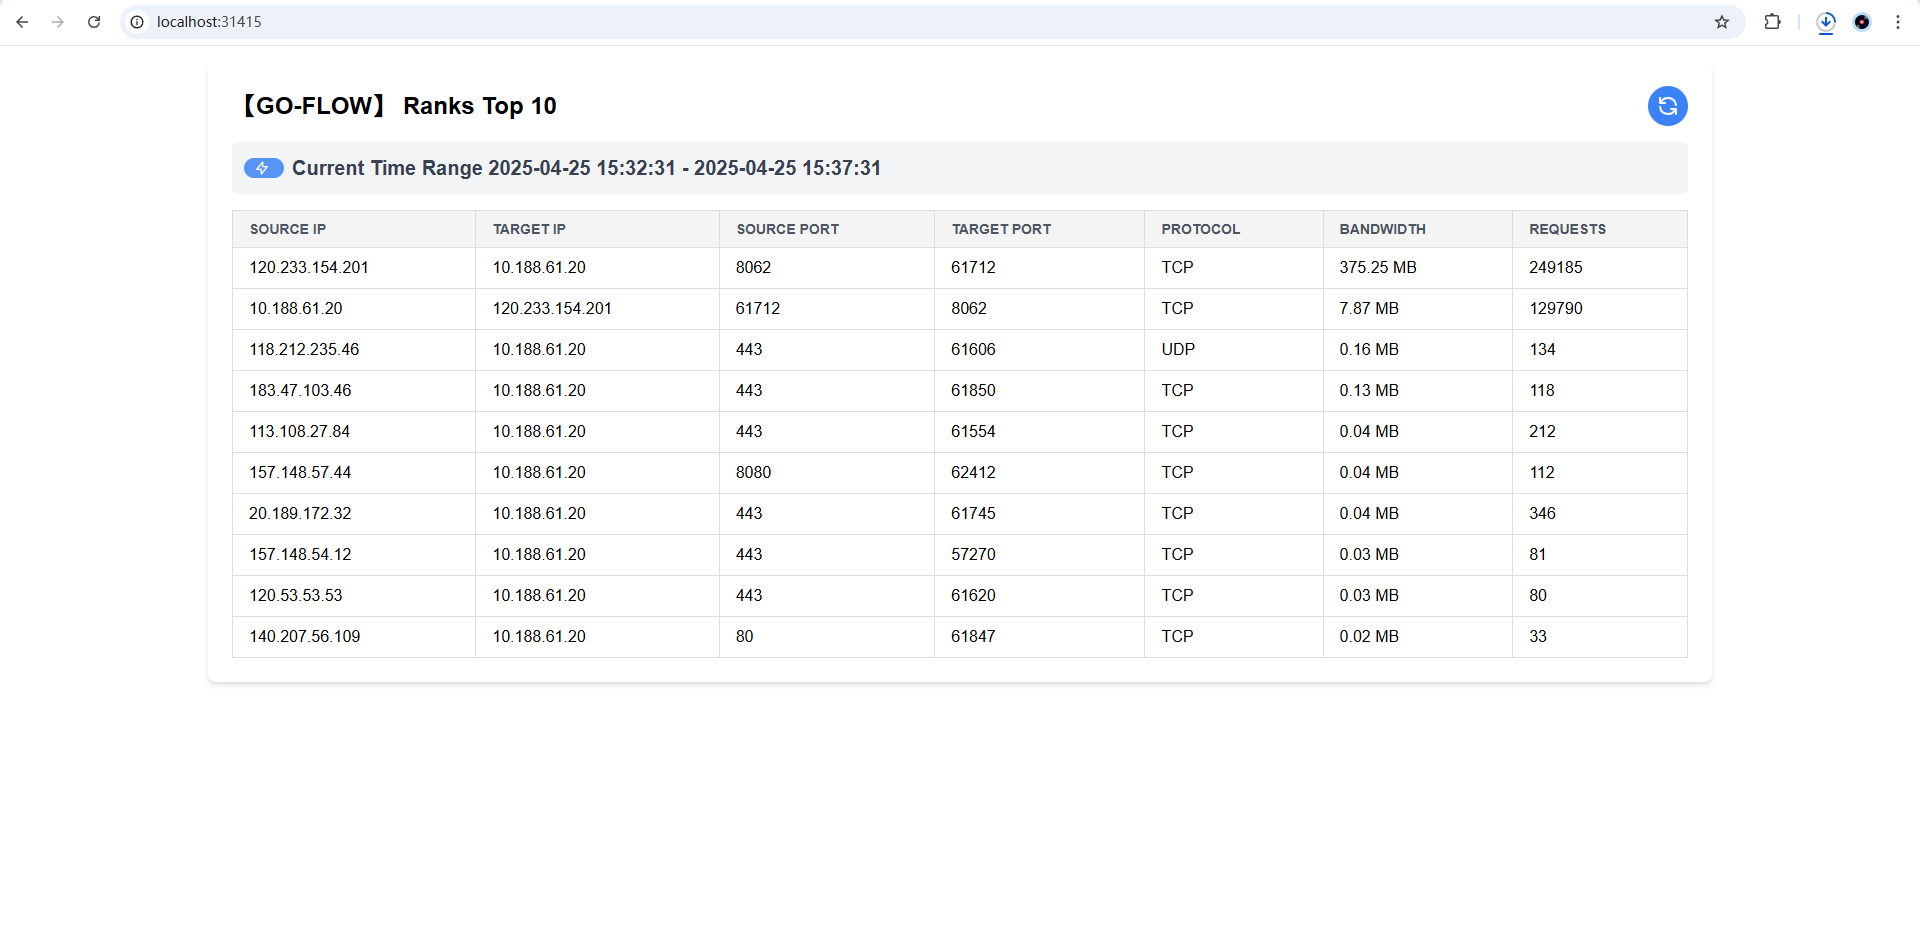 localhost:31415
【GO-FLOW】 Ranks Top 10
Current Time Range 2025-04-25 15:32:31 - 2025-04-25 15:37:31
SOURCE IP TARGET IP SOURCE PORT TARGET PORT PROTOCOL BANDWIDTH REQUESTS
120.233.154.201 10.188.61.20 8062 61712 TCP 375.25 MB 249185
10.188.61.20 120.233.154.201 61712 8062 TCP 7.87 MB 129790
118.212.235.46 10.188.61.20 443 61606 UDP 0.16 MB 134
183.47.103.46 10.188.61.20 443 61850 TCP 0.13 MB 118
113.108.27.84 10.188.61.20 443 61554 TCP 0.04 MB 212
157.148.57.44 10.188.61.20 8080 62412 TCP 0.04 MB 112
20.189.172.32 10.188.61.20 443 61745 TCP 0.04 MB 346
157.148.54.12 10.188.61.20 443 57270 TCP 0.03 MB 81
120.53.53.53 10.188.61.20 443 61620 TCP 0.03 MB 80
140.207.56.109 10.188.61.20 80 61847 TCP 0.02 MB 33